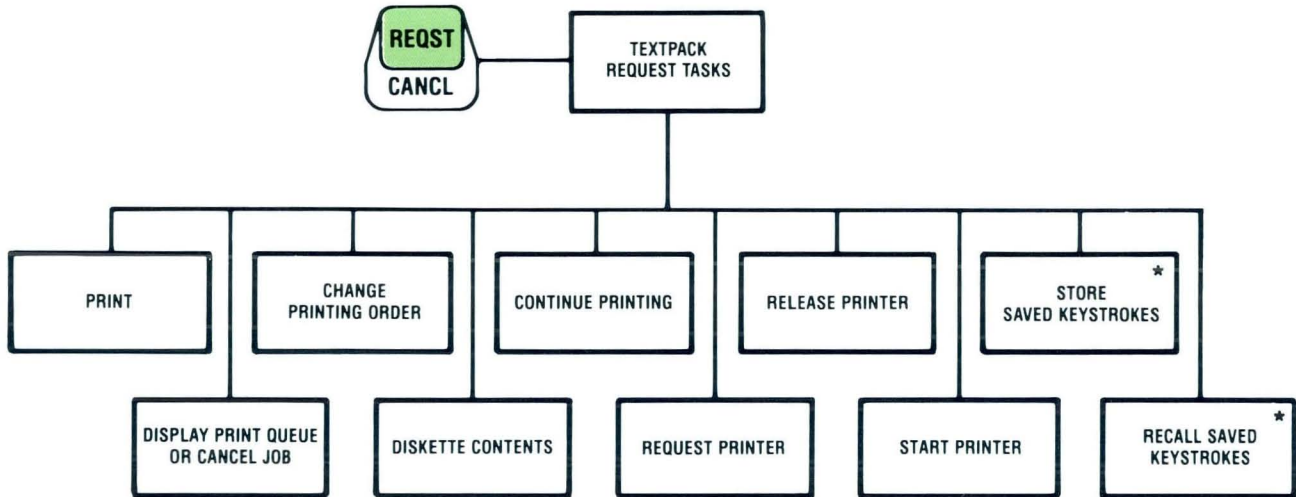 REQST
CANCL
TEXTPACK
REQUEST TASKS
PRINT
CHANGE
PRINTING ORDER
CONTINUE PRINTING
RELEASE PRINTER
*
STORE
SAVED KEYSTROKES
DISPLAY PRINT QUEUE
OR CANCEL JOB
DISKETTE CONTENTS
REQUEST PRINTER
START PRINTER
*
RECALL SAVED
KEYSTROKES